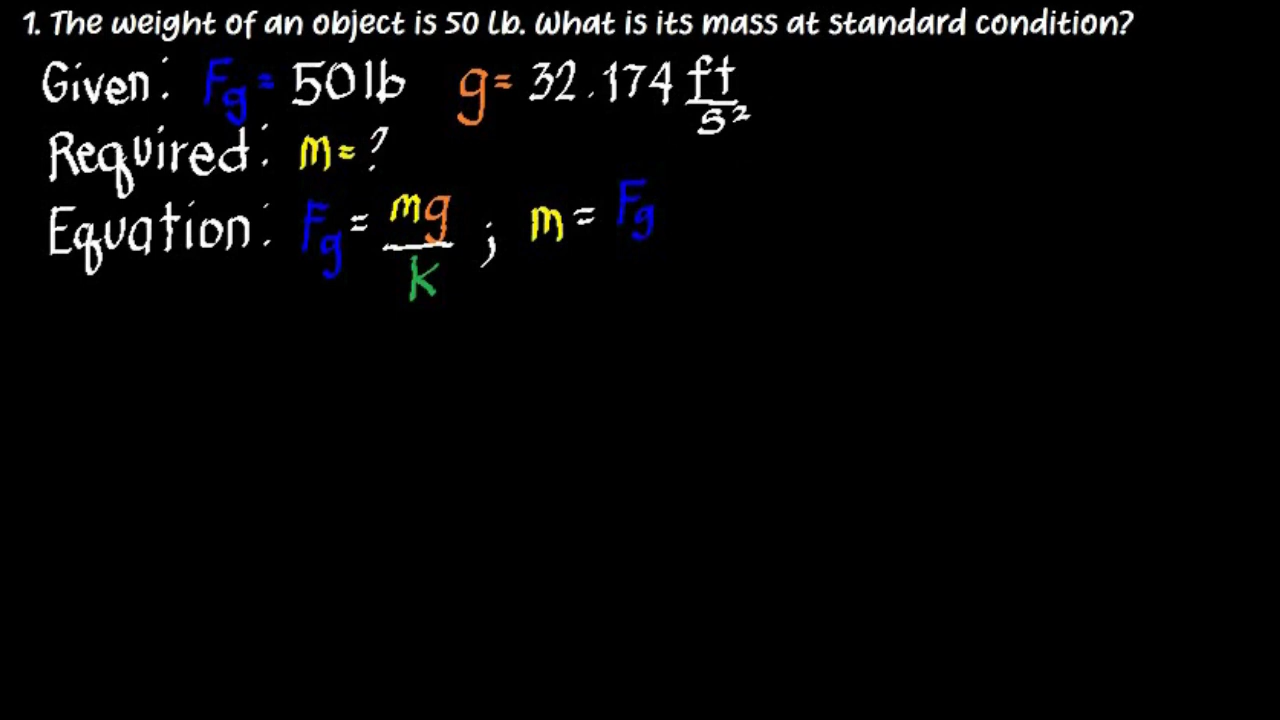 1. The weight of an object is 50 Lb. What is its mass at standard condition?
Given: Fg = 50 lb g = 32.174 ft/s²
Required: m = ?
Equation: Fg = mg/k ; m = Fg